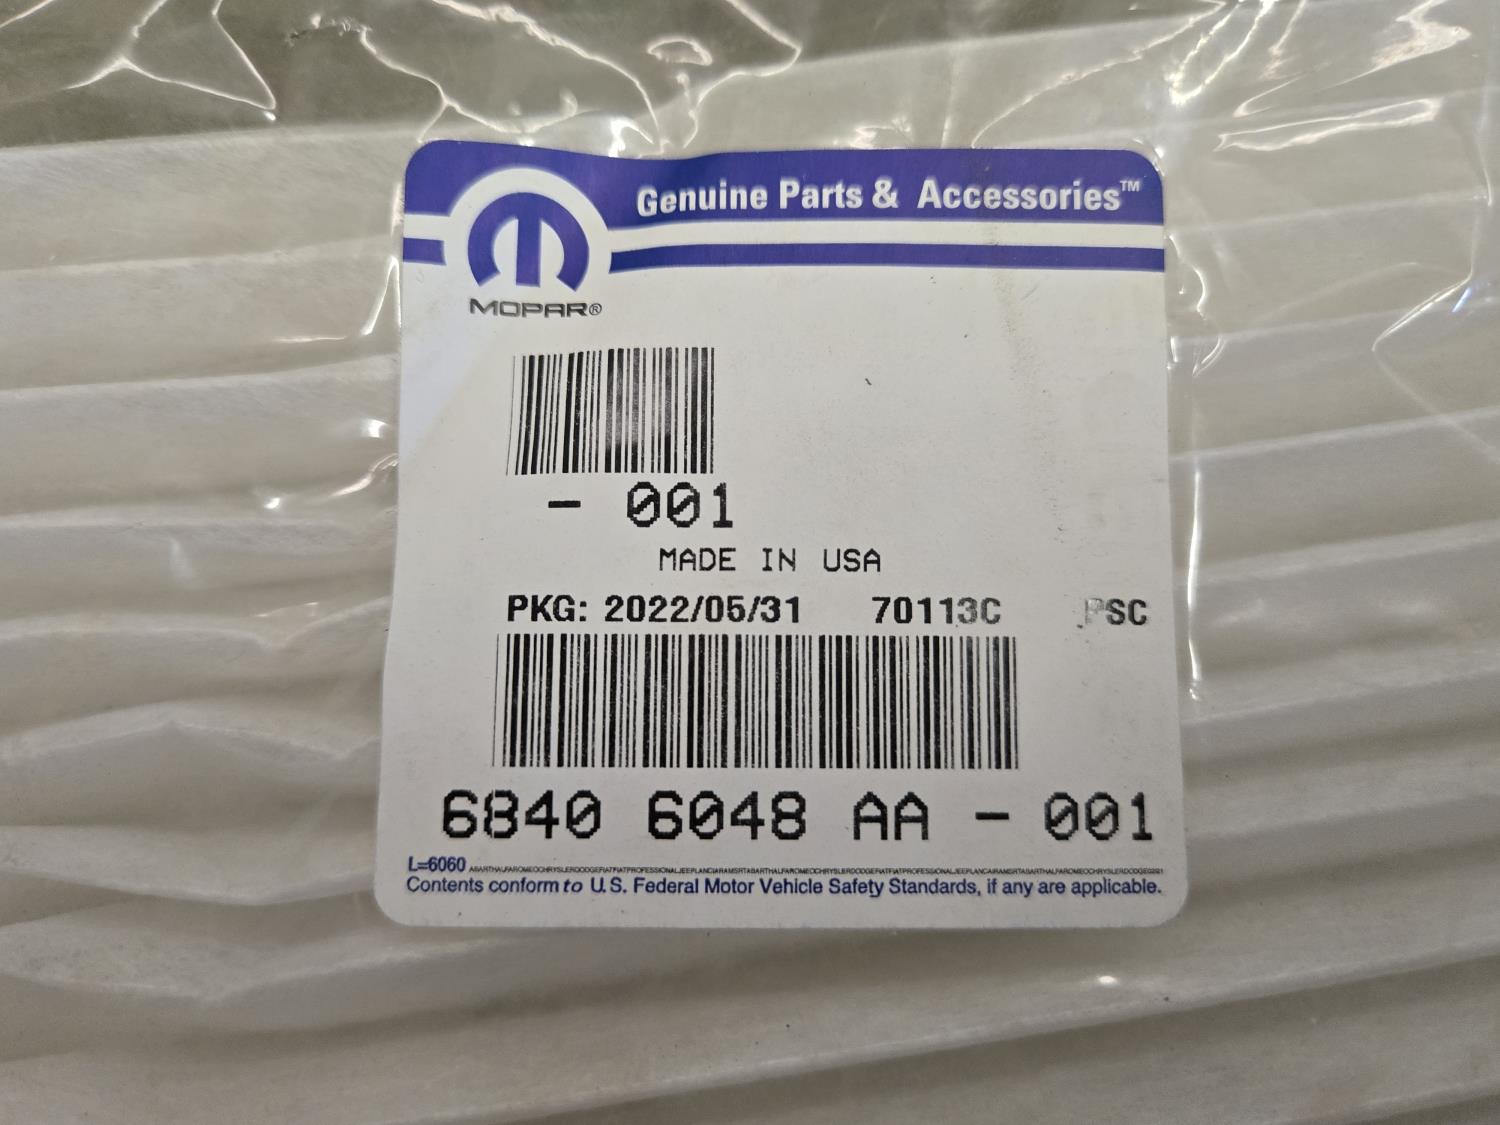 Genuine Parts & Accessories™
MOPAR®
- 001
MADE IN USA
PKG: 2022/05/31 70113C PSC
6840 6048 AA - 001
L=6060
Contents conform to U.S. Federal Motor Vehicle Safety Standards, if any are applicable.